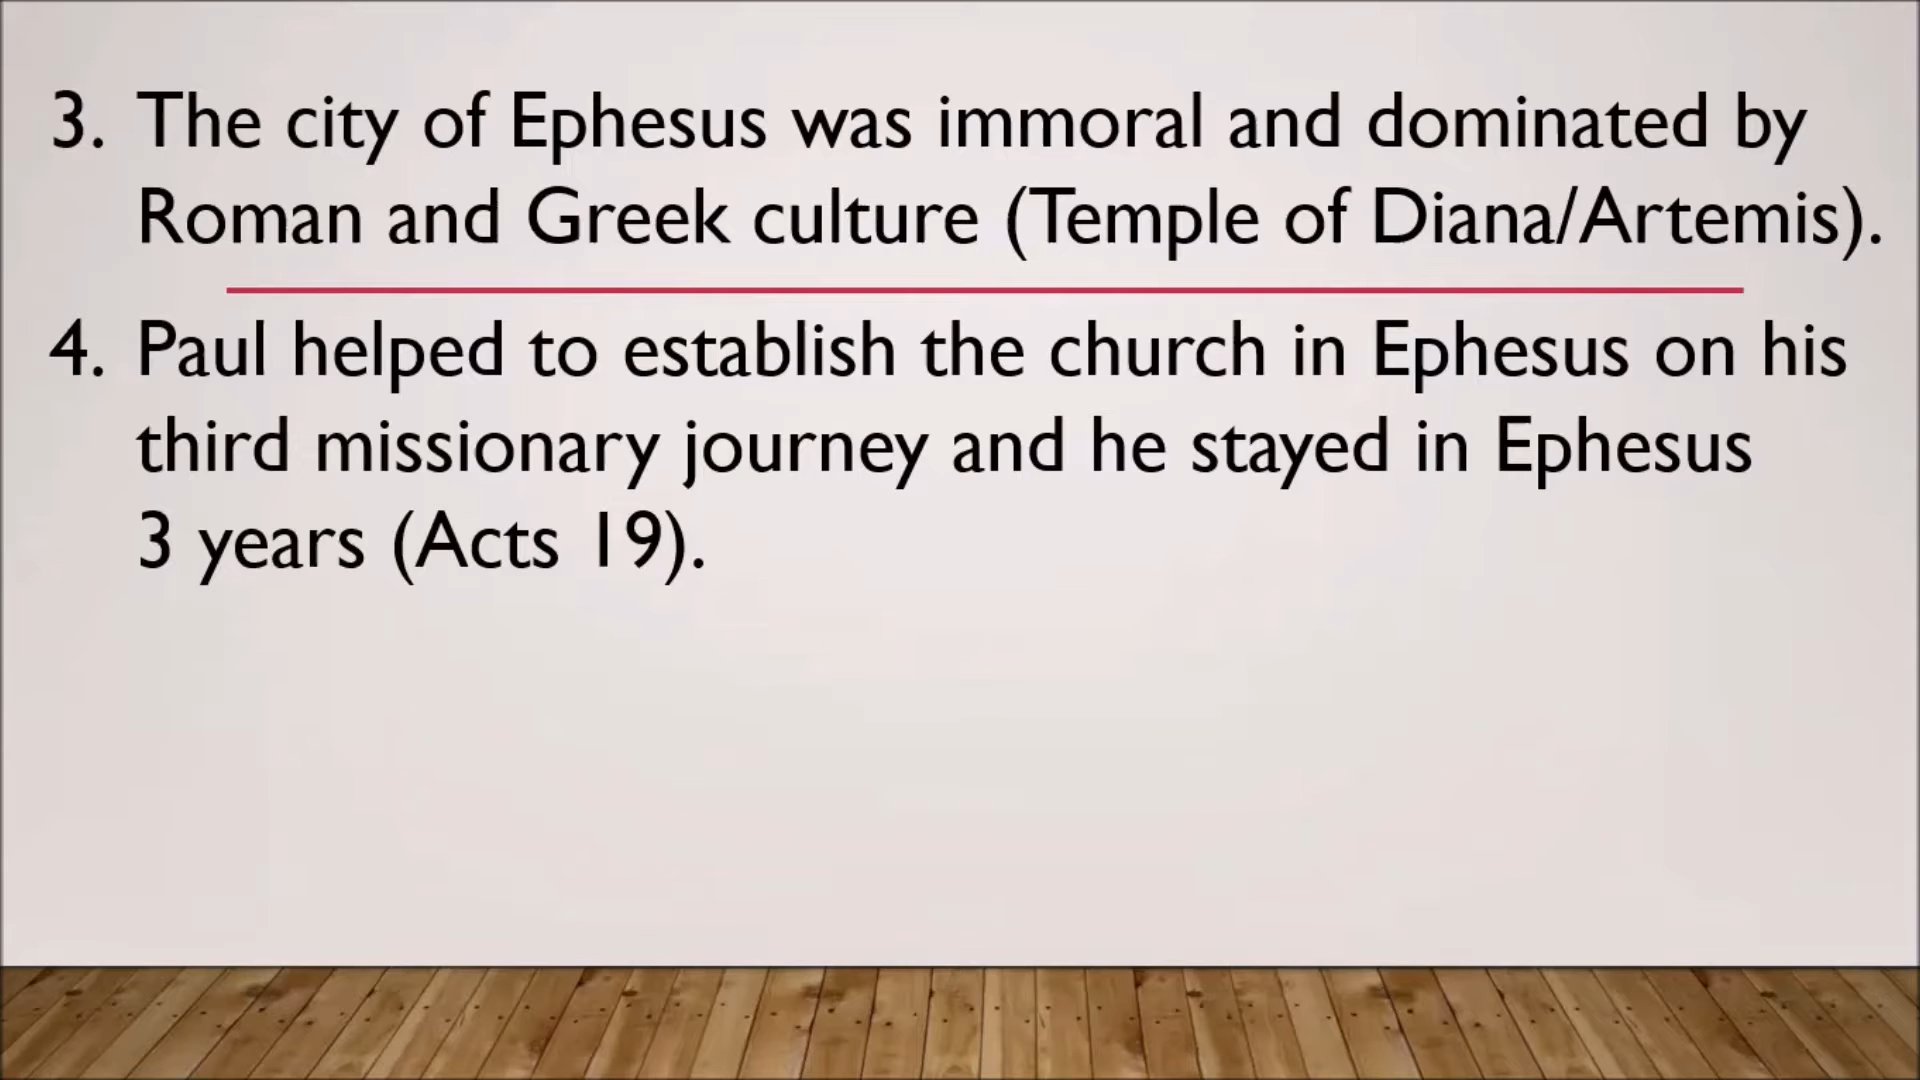 3. The city of Ephesus was immoral and dominated by
Roman and Greek culture (Temple of Diana/Artemis).
4. Paul helped to establish the church in Ephesus on his
third missionary journey and he stayed in Ephesus
3 years (Acts 19).